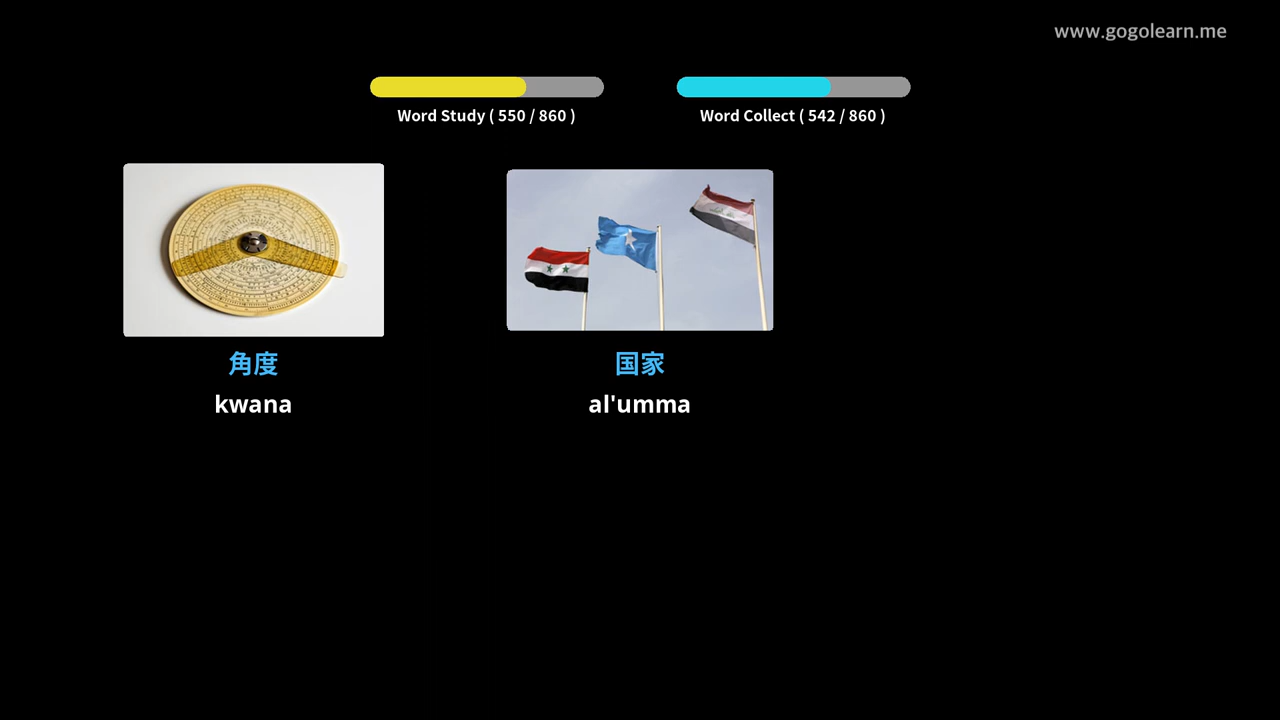 www.gogolearn.me
Word Study ( 550 / 860 )
Word Collect ( 542 / 860 )
角度
kwana
国家
al'umma